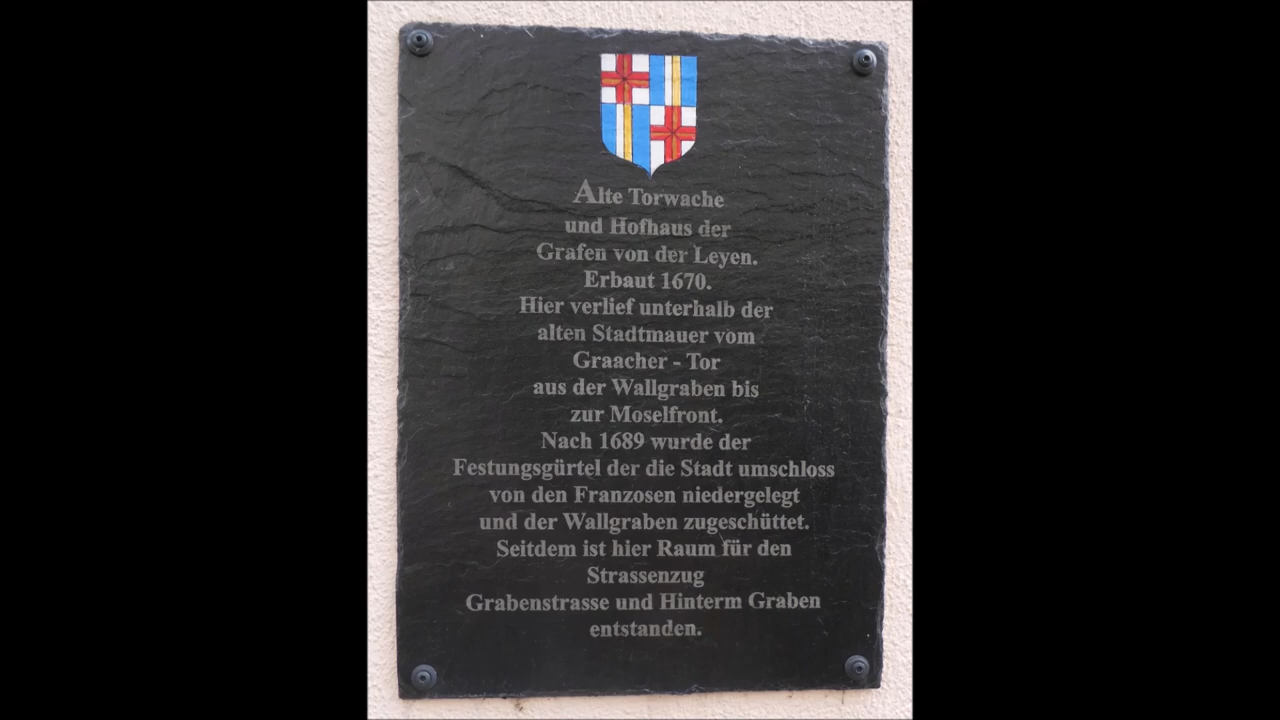 Alte Torwache
und Hofhaus der
Grafen von der Leyen.
Erbaut 1670.
Hier verlief unterhalb der
alten Stadtmauer vom
Graacher - Tor
aus der Wallgraben bis
zur Moselfront.
Nach 1689 wurde der
Festungsgürtel der die Stadt umschloss
von den Franzosen niedergelegt
und der Wallgraben zugeschüttet.
Seitdem ist hier Raum für den
Strassenzug
Grabenstrasse und Hinterm Graben
entstanden.